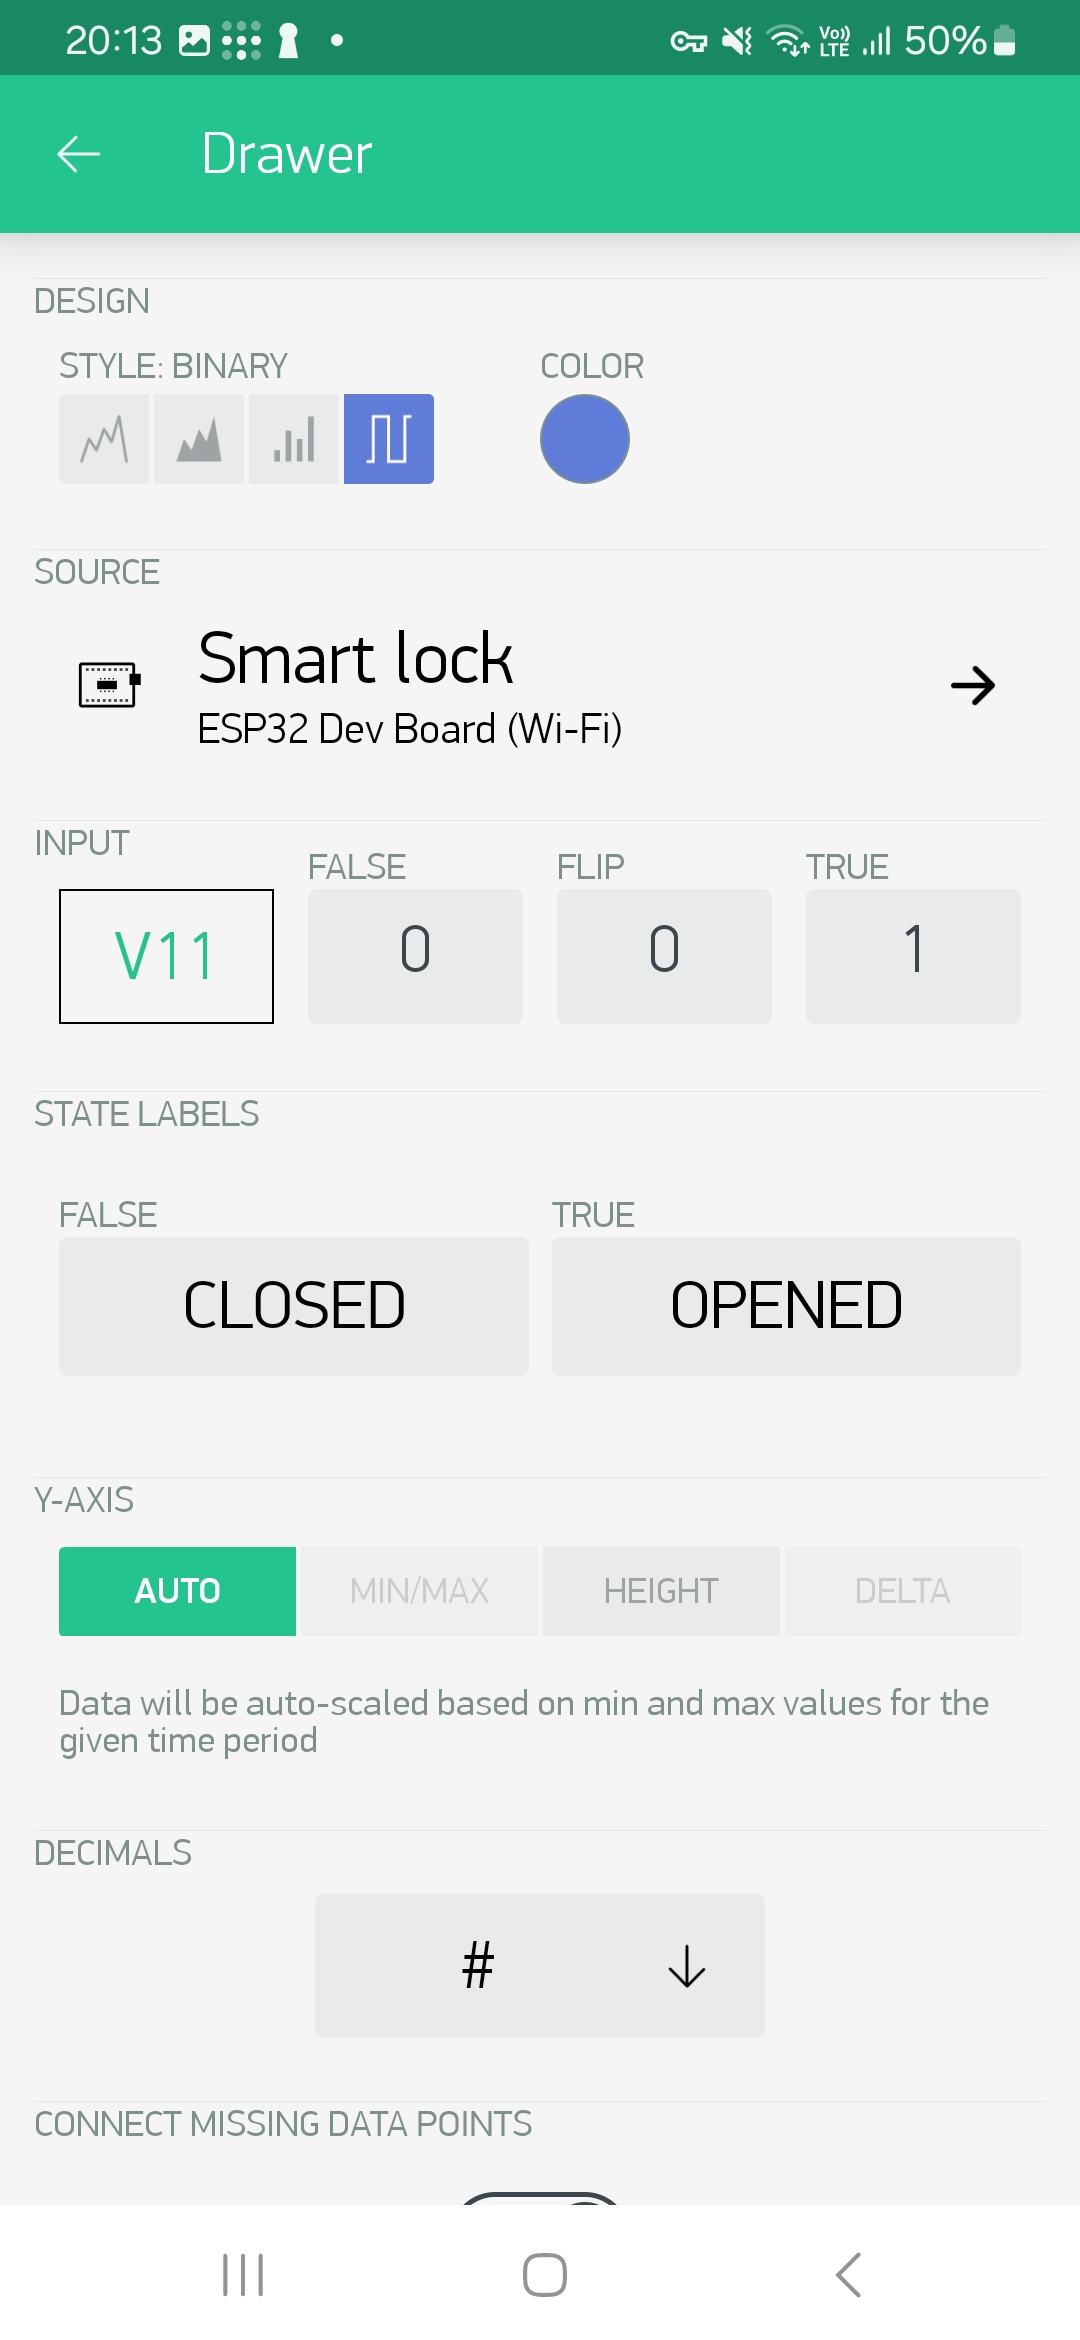 20:13
Vo)) LTE
50%
Drawer
DESIGN
STYLE: BINARY
COLOR
SOURCE
Smart lock
ESP32 Dev Board (Wi-Fi)
INPUT
FALSE
FLIP
TRUE
V11
0
0
1
STATE LABELS
FALSE
TRUE
CLOSED
OPENED
Y-AXIS
AUTO
MIN/MAX
HEIGHT
DELTA
Data will be auto-scaled based on min and max values for the
given time period
DECIMALS
#
CONNECT MISSING DATA POINTS